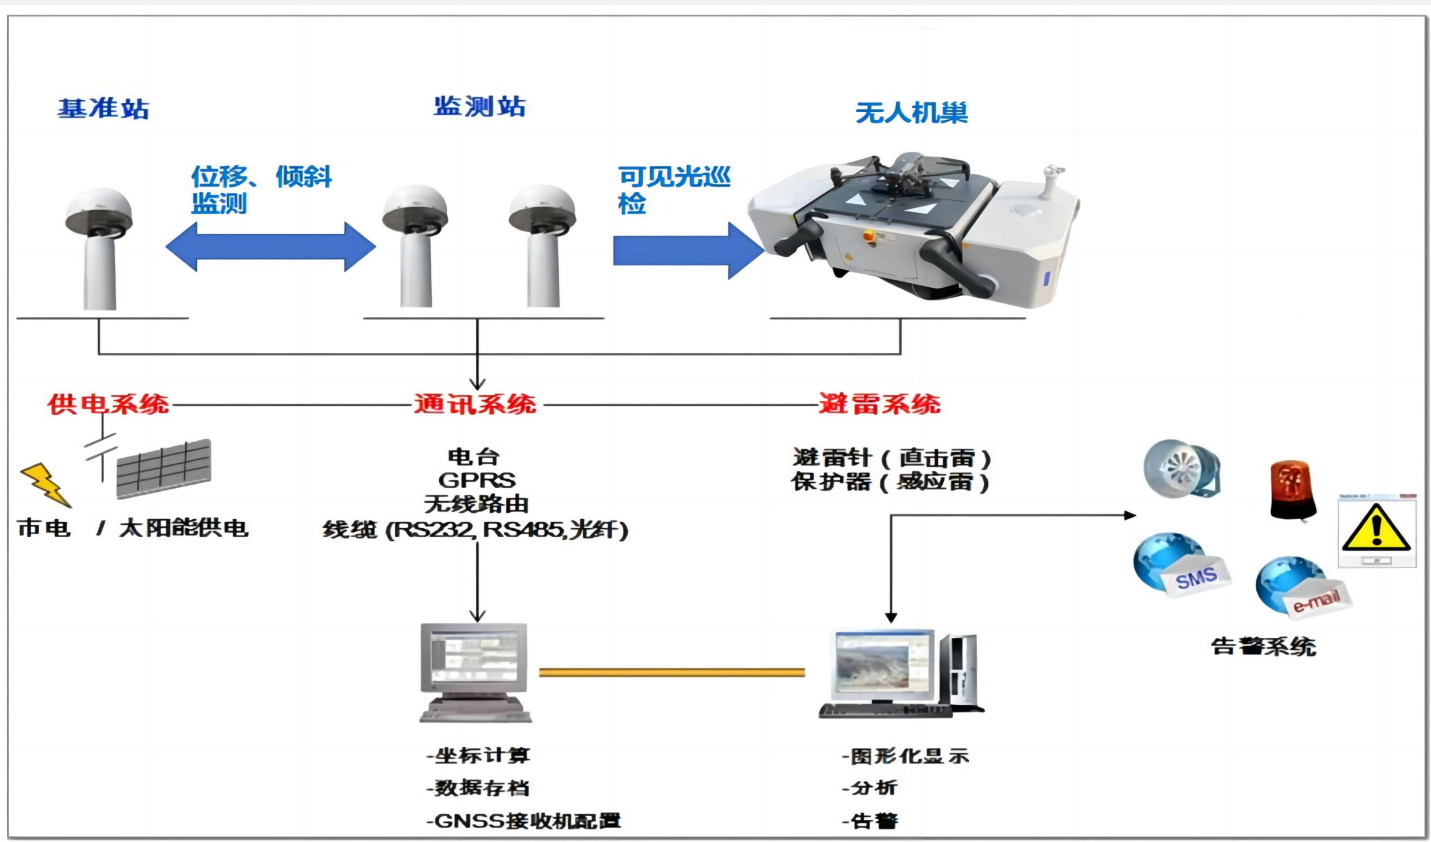 基准站
监测站
无人机巢
位移、倾斜
监测
可见光巡
检
供电系统
通讯系统
避雷系统
电台
GPRS
无线路由
线缆 (RS232, RS485,光纤)
避雷针 ( 直击雷 )
保护器 ( 感应雷 )
市电 / 太阳能供电
SMS
e-mail
告警系统
-坐标计算
-数据存档
-GNSS接收机配置
-图形化显示
-分析
-告警